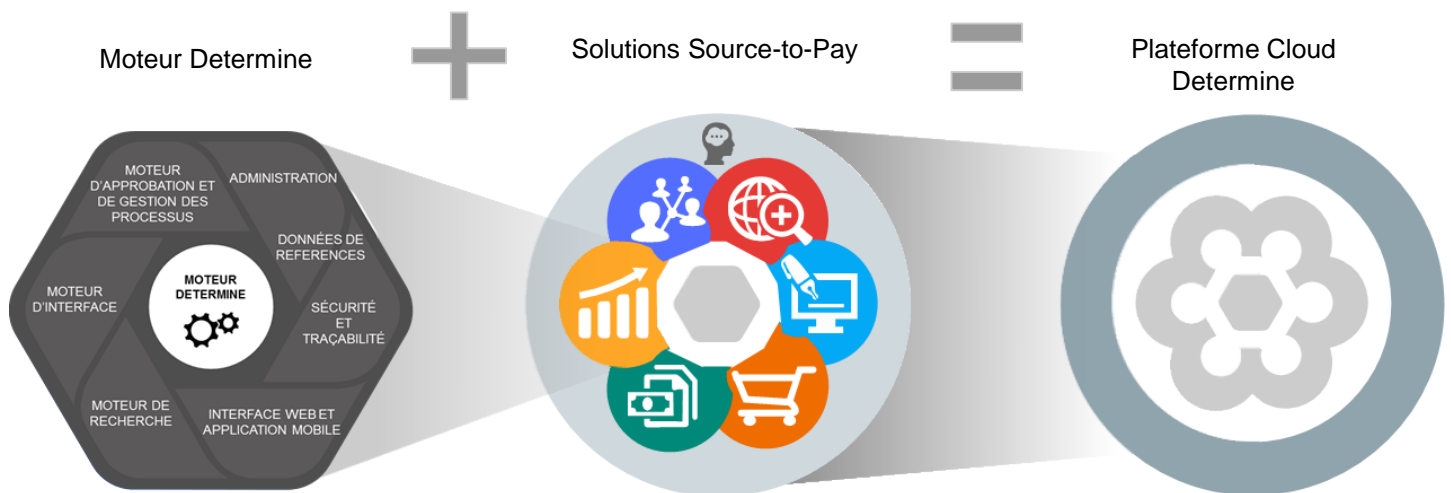 Moteur Determine
Solutions Source-to-Pay
Plateforme Cloud
Determine
MOTEUR
D'APPROBATION ET
DE GESTION DES
PROCESSUS
ADMINISTRATION
DONNÉES DE
REFERENCES
SÉCURITÉ
ET
TRAÇABILITÉ
INTERFACE WEB ET
APPLICATION MOBILE
MOTEUR DE
RECHERCHE
MOTEUR
D'INTERFACE
MOTEUR
DETERMINE